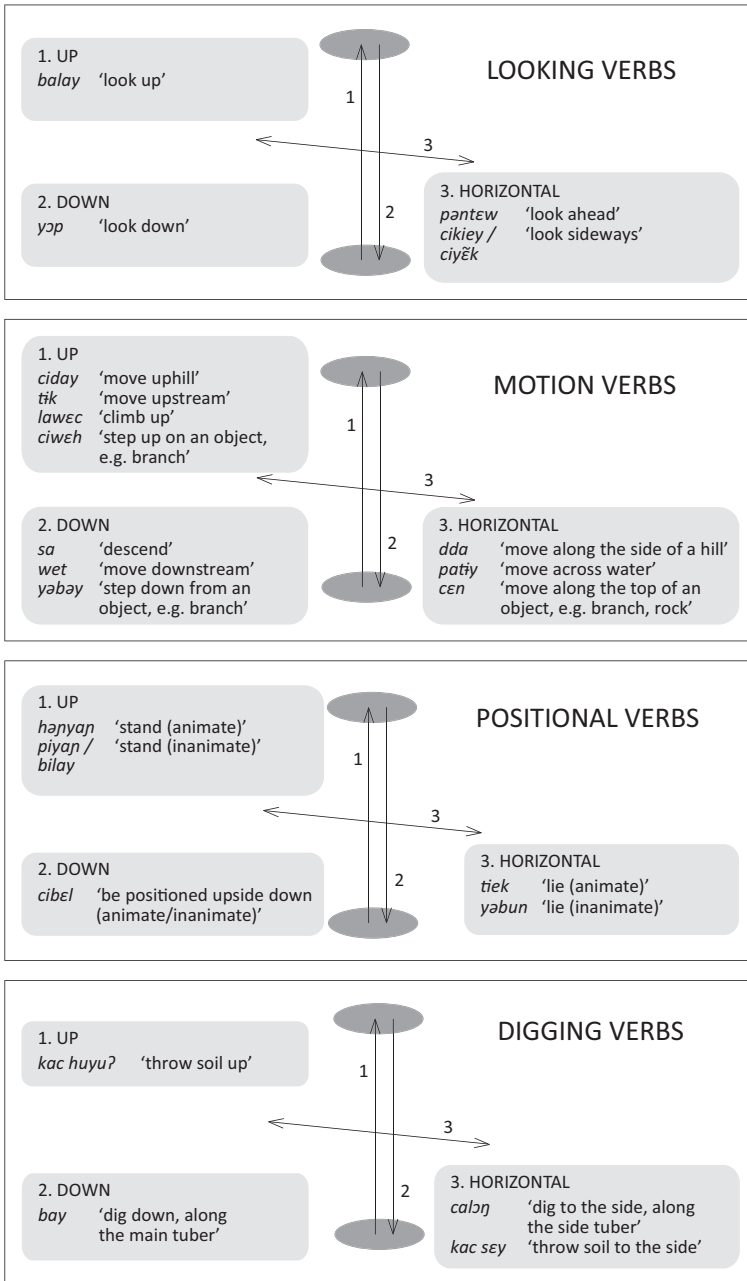 LOOKING VERBS
1. UP
balay ‘look up’
1
3
2. DOWN
yɔp ‘look down’
2
3. HORIZONTAL
pəntɛw ‘look ahead’
cikiey / ‘look sideways’
ciyɛ̃k
MOTION VERBS
1. UP
ciday ‘move uphill’
tɨk ‘move upstream’
lawɛc ‘climb up’
ciwɛh ‘step up on an object,
e.g. branch’
1
3
2. DOWN
sa ‘descend’
wet ‘move downstream’
yəbəy ‘step down from an
object, e.g. branch’
2
3. HORIZONTAL
dda ‘move along the side of a hill’
patɨy ‘move across water’
cɛn ‘move along the top of an
object, e.g. branch, rock’
POSITIONAL VERBS
1. UP
həɲyaɲ ‘stand (animate)’
piyaɲ / ‘stand (inanimate)’
bilay
1
3
2. DOWN
cibɛl ‘be positioned upside down
(animate/inanimate)’
2
3. HORIZONTAL
tiek ‘lie (animate)’
yəbun ‘lie (inanimate)’
DIGGING VERBS
1. UP
kac huyuʔ ‘throw soil up’
1
3
2. DOWN
bay ‘dig down, along
the main tuber’
2
3. HORIZONTAL
calɔŋ ‘dig to the side, along
the side tuber’
kac sɛy ‘throw soil to the side’